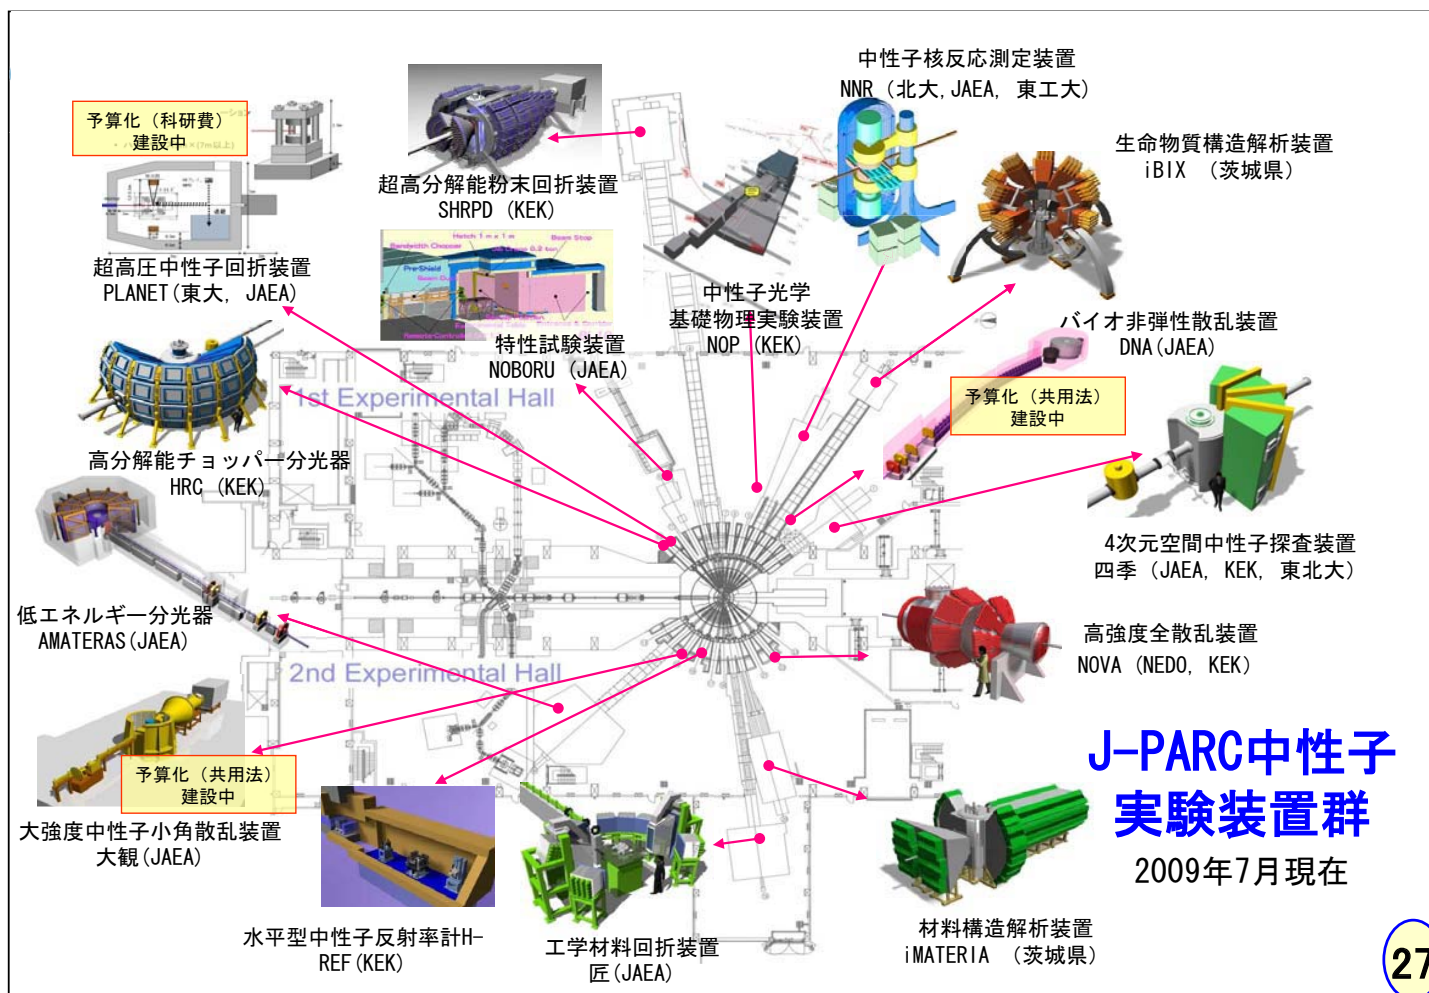 中性子核反応測定装置
NNR (北大, JAEA, 東工大)
予算化（科研費）
建設中
(7m以上)
生命物質構造解析装置
iBIX （茨城県）
超高分解能粉末回折装置
SHRPD (KEK)
Hatch 1 m x 1 m
Beam Stop
Bandwidth Chopper
Pre-Shield
超高圧中性子回折装置
PLANET(東大, JAEA)
中性子光学
基礎物理実験装置
NOP (KEK)
バイオ非弾性散乱装置
DNA(JAEA)
特性試験装置
NOBORU (JAEA)
予算化（共用法）
建設中
1st Experimental Hall
高分解能チョッパー分光器
HRC (KEK)
4次元空間中性子探査装置
四季 (JAEA, KEK, 東北大)
低エネルギー分光器
AMATERAS(JAEA)
高強度全散乱装置
NOVA (NEDO, KEK)
2nd Experimental Hall
予算化（共用法）
建設中
大強度中性子小角散乱装置
大観(JAEA)
J-PARC中性子
実験装置群
2009年7月現在
水平型中性子反射率計H-
REF(KEK)
工学材料回折装置
匠(JAEA)
材料構造解析装置
iMATERIA （茨城県）
27